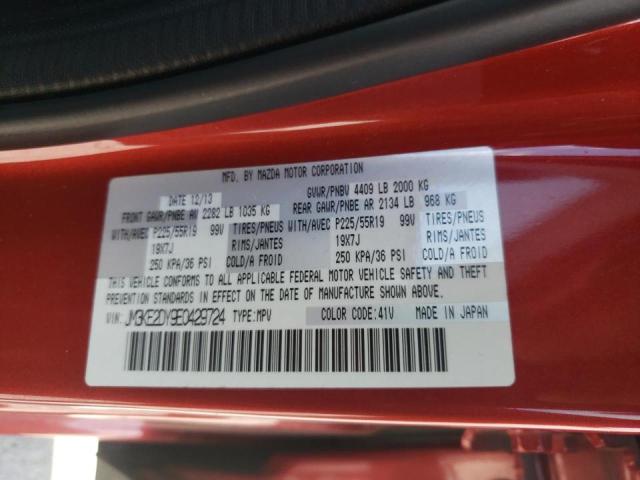 MFD. BY MAZDA MOTOR CORPORATION
DATE 12/13 GVWR/PNBV 4409 LB 2000 KG
FRONT GAWR/PNBE AV 2282 LB 1035 KG REAR GAWR/PNBE AR 2134 LB 968 KG
WITH/AVEC P225/55R19 99V TIRES/PNEUS WITH/AVEC P225/55R19 99V TIRES/PNEUS
19X7J RIMS/JANTES 19X7J RIMS/JANTES
250 KPA/36 PSI COLD/A FROID 250 KPA/36 PSI COLD/A FROID
THIS VEHICLE CONFORMS TO ALL APPLICABLE FEDERAL MOTOR VEHICLE SAFETY AND THEFT
PREVENTION STANDARDS IN EFFECT ON THE DATE OF MANUFACTURE SHOWN ABOVE.
VIN: JM3KE2DY9E0429724 TYPE: MPV COLOR CODE: 41V MADE IN JAPAN